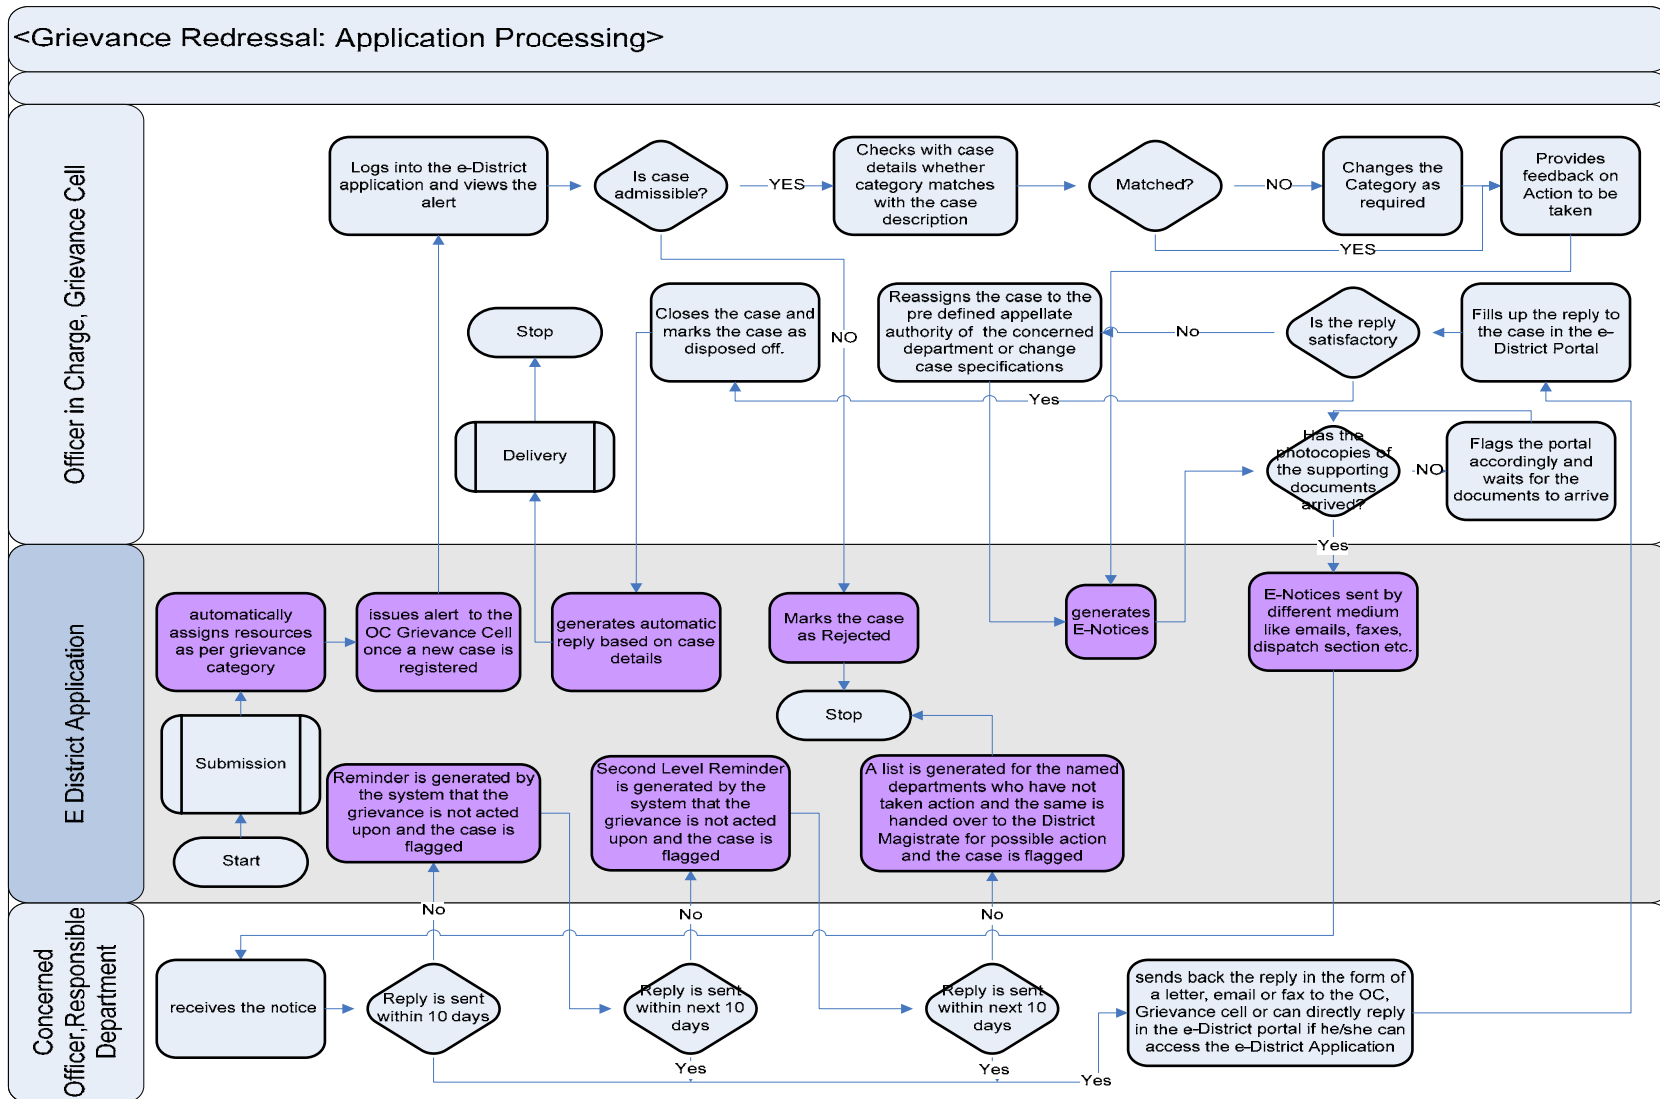 <Grievance Redressal: Application Processing>
Officer in Charge, Grievance Cell
Logs into the e-District
application and views the
alert
Is case
admissible?
YES
Checks with case
details whether
category matches
with the case
description
Matched?
NO
Changes the
Category as
required
Provides
feedback on
Action to be
taken
YES
Stop
Closes the case and
marks the case as
disposed off.
NO
Reassigns the case to the
pre defined appellate
authority of the concerned
department or change
case specifications
No
Is the reply
satisfactory
Fills up the reply to
the case in the e-
District Portal
Yes
Delivery
Has the
photocopies of
the supporting
documents
arrived?
NO
Flags the portal
accordingly and
waits for the
documents to arrive
Yes
E District Application
automatically
assigns resources
as per grievance
category
issues alert to the
OC Grievance Cell
once a new case is
registered
generates automatic
reply based on case
details
Marks the case
as Rejected
generates
E-Notices
E-Notices sent by
different medium
like emails, faxes,
dispatch section etc.
Stop
Submission
Reminder is generated by
the system that the
grievance is not acted
upon and the case is
flagged
Second Level Reminder
is generated by the
system that the
grievance is not acted
upon and the case is
flagged
A list is generated for the named
departments who have not
taken action and the same is
handed over to the District
Magistrate for possible action
and the case is flagged
Start
No
No
No
Concerned
Officer,Responsible
Department
receives the notice
Reply is sent
within 10 days
Reply is sent
within next 10
days
Reply is sent
within next 10
days
sends back the reply in the form of
a letter, email or fax to the OC,
Grievance cell or can directly reply
in the e-District portal if he/she can
access the e-District Application
Yes
Yes
Yes